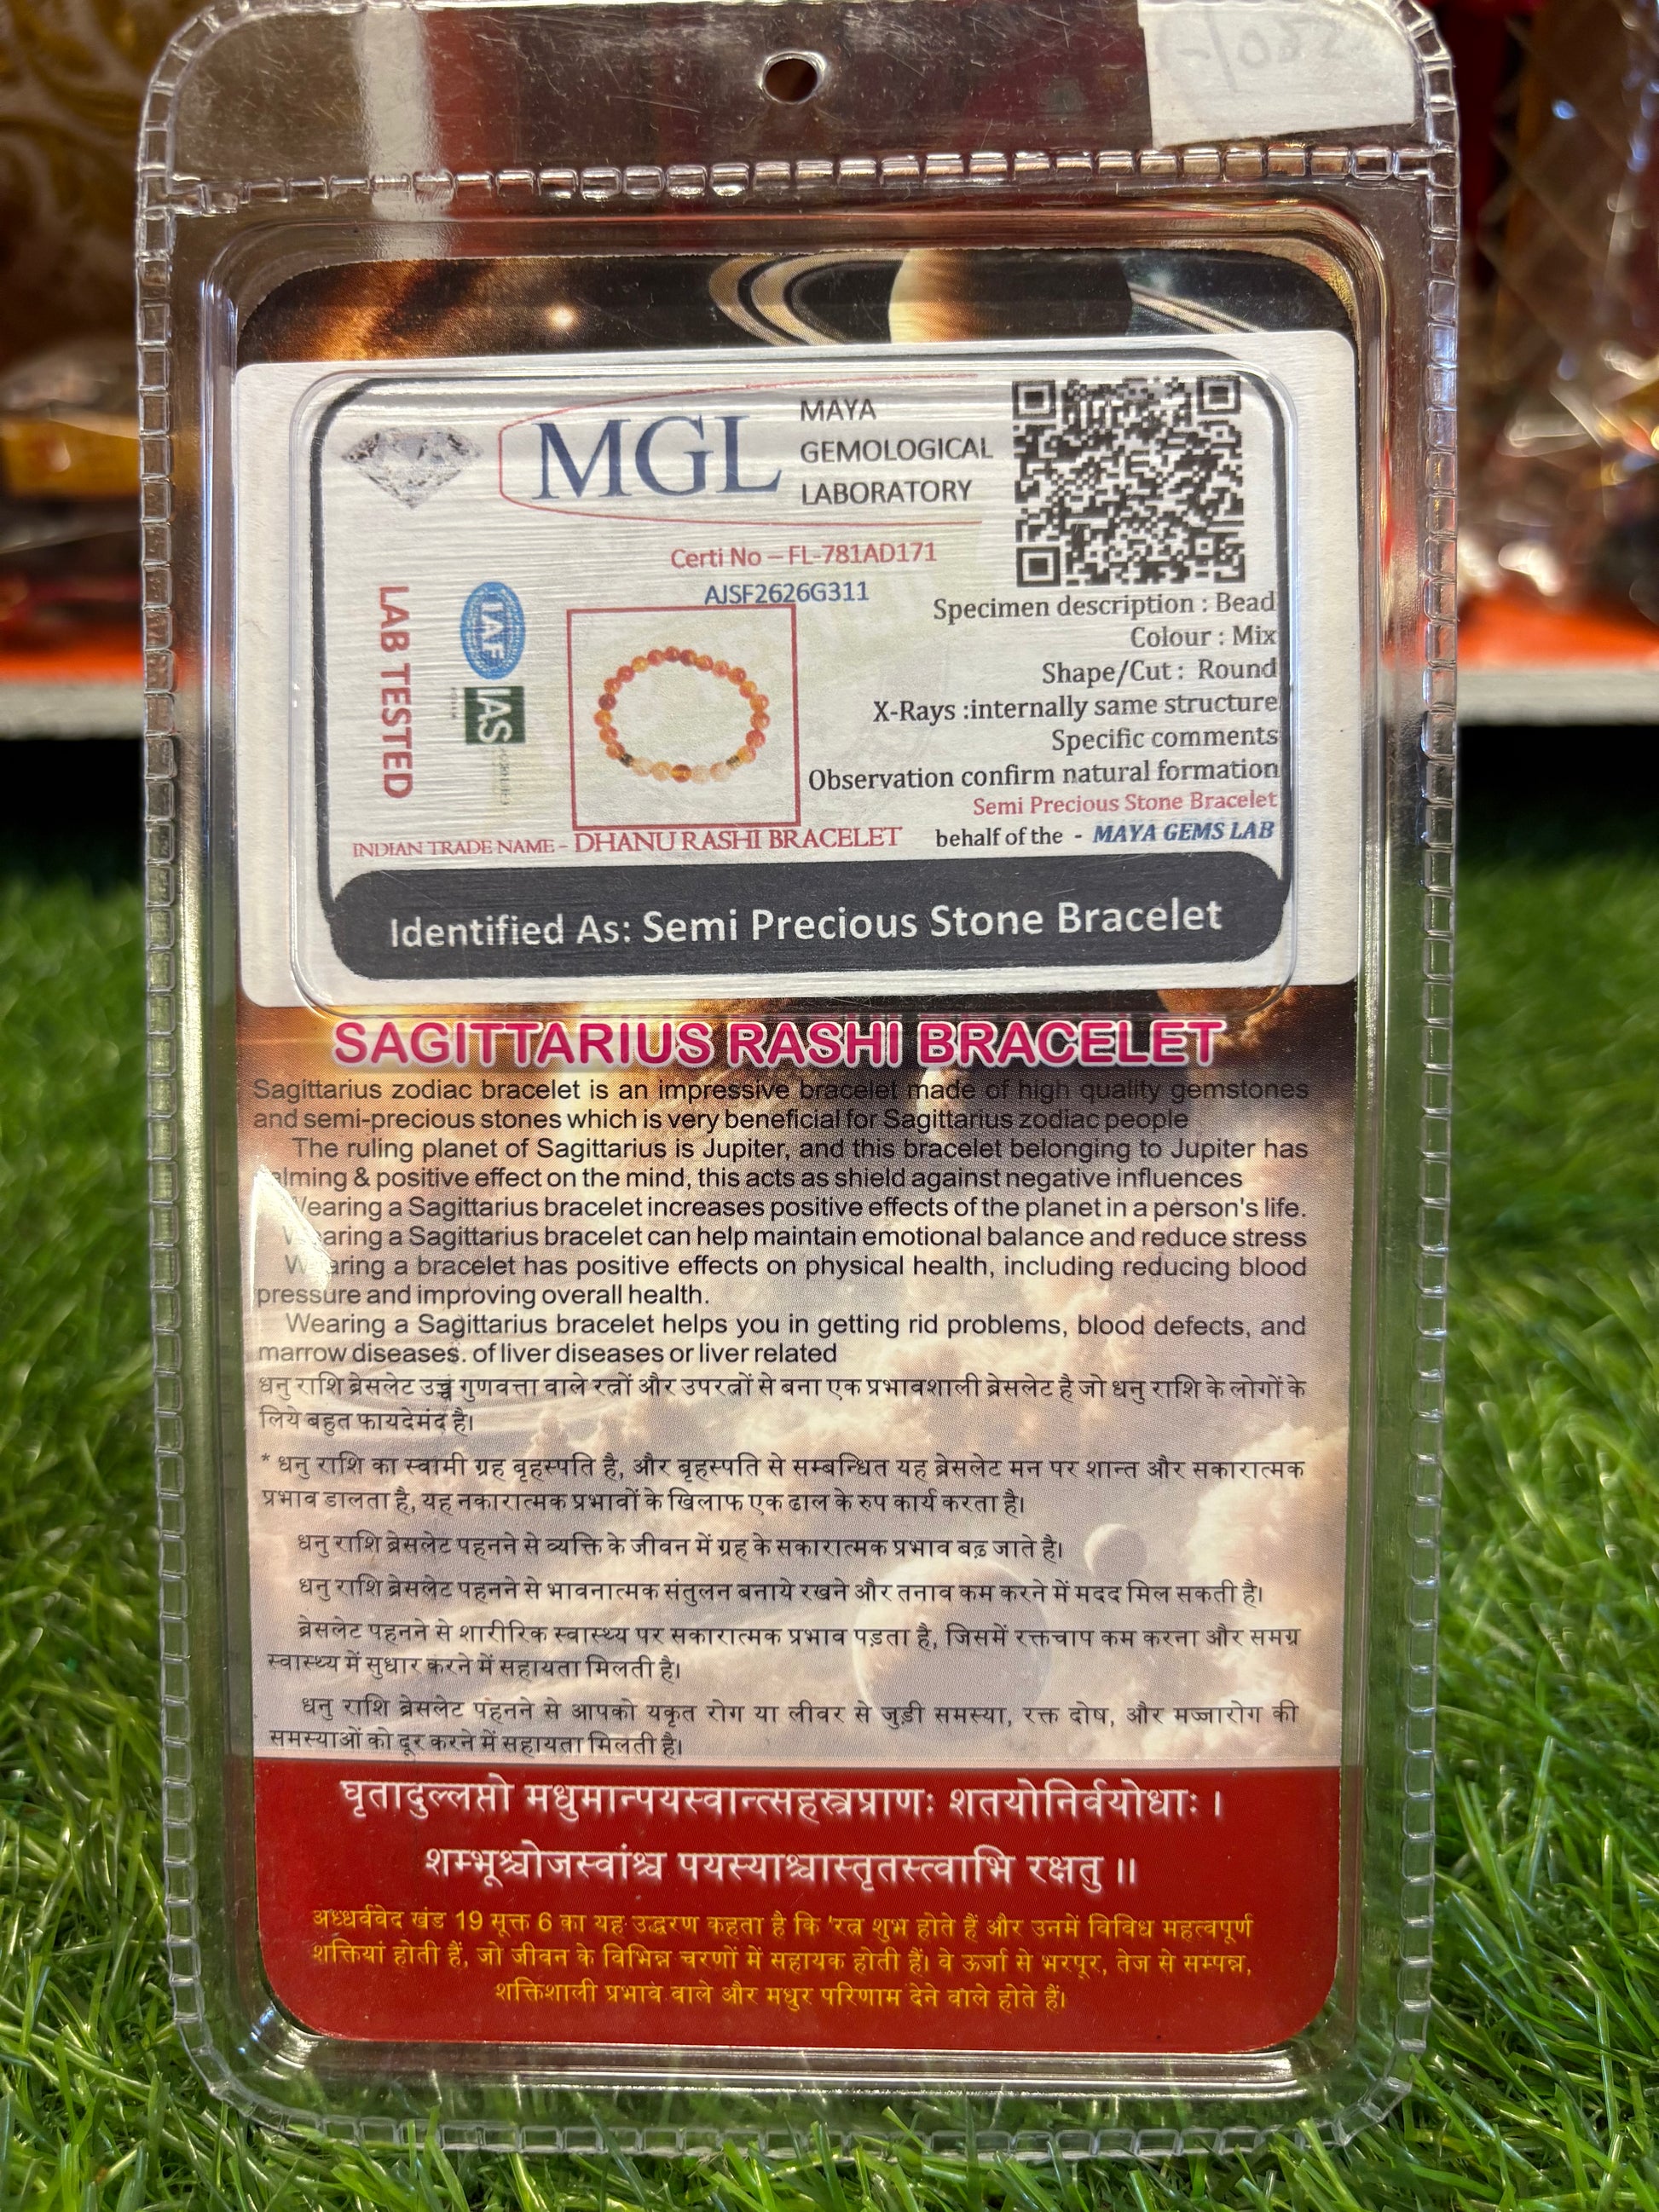 MGL
MAYA
GEMOLOGICAL
LABORATORY
Certi No – FL-781AD171
AJSF2626G311
LAB TESTED
IAF
IAS
Specimen description : Bead
Colour : Mix
Shape/Cut : Round
X-Rays :internally same structure
Specific comments
Observation confirm natural formation
Semi Precious Stone Bracelet
INDIAN TRADE NAME - DHANU RASHI BRACELET
behalf of the - MAYA GEMS LAB
Identified As: Semi Precious Stone Bracelet
SAGITTARIUS RASHI BRACELET
Sagittarius zodiac bracelet is an impressive bracelet made of high quality gemstones
and semi-precious stones which is very beneficial for Sagittarius zodiac people
The ruling planet of Sagittarius is Jupiter, and this bracelet belonging to Jupiter has
& positive effect on the mind, this acts as shield against negative influences
Wearing a Sagittarius bracelet increases positive effects of the planet in a person's life.
Wearing a Sagittarius bracelet can help maintain emotional balance and reduce stress
Wearing a bracelet has positive effects on physical health, including reducing blood
pressure and improving overall health.
Wearing a Sagittarius bracelet helps you in getting rid problems, blood defects, and
marrow diseases. of liver diseases or liver related
धनु राशि ब्रेसलेट उच्च गुणवत्ता वाले रत्नों और उपरत्नों से बना एक प्रभावशाली ब्रेसलेट है जो धनु राशि के लोगों के
लिये बहुत फायदेमंद है।
* धनु राशि का स्वामी ग्रह बृहस्पति है, और बृहस्पति से सम्बन्धित यह ब्रेसलेट मन पर शान्त और सकारात्मक
प्रभाव डालता है, यह नकारात्मक प्रभावों के खिलाफ एक ढाल के रुप कार्य करता है।
धनु राशि ब्रेसलेट पहनने से व्यक्ति के जीवन में ग्रह के सकारात्मक प्रभाव बढ़ जाते है।
धनु राशि ब्रेसलेट पहनने से भावनात्मक संतुलन बनाये रखने और तनाव कम करने में मदद मिल सकती है।
ब्रेसलेट पहनने से शारीरिक स्वास्थ्य पर सकारात्मक प्रभाव पड़ता है, जिसमें रक्तचाप कम करना और समग्र
स्वास्थ्य में सुधार करने में सहायता मिलती है।
धनु राशि ब्रेसलेट पहनने से आपको यकृत रोग या लीवर से जुड़ी समस्या, रक्त दोष, और मज्जारोग की
समस्याओं को दूर करने में सहायता मिलती है।
घृतादुल्लप्तो मधुमान्पयस्वान्त्सहस्त्रप्राणः शतयोनिर्वयोधाः ।
शम्भूश्चोजस्वांश्च पयस्याश्चास्तृतस्त्वाभि रक्षतु ॥
अध्धर्ववेद खंड 19 सूक्त 6 का यह उद्धरण कहता है कि 'रत्न शुभ होते हैं और उनमें विविध महत्वपूर्ण
शक्तियां होती हैं, जो जीवन के विभिन्न चरणों में सहायक होती हैं। वे ऊर्जा से भरपूर, तेज से सम्पन्न,
शक्तिशाली प्रभाव वाले और मधुर परिणाम देने वाले होते हैं।